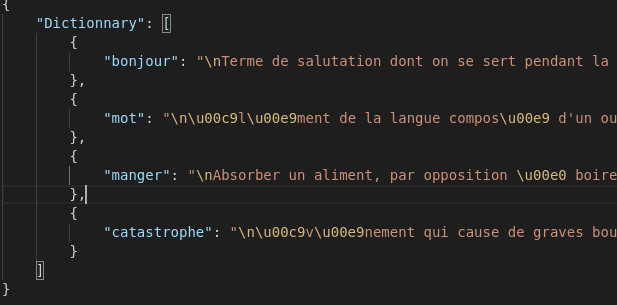 {
"Dictionnary": [
{
"bonjour": "\nTerme de salutation dont on se sert pendant la
},
{
"mot": "\n\u00c9l\u00e9ment de la langue compos\u00e9 d'un ou
},
{
"manger": "\nAbsorber un aliment, par opposition \u00e0 boire
},
{
"catastrophe": "\n\u00c9v\u00e9nement qui cause de graves bou
}
]
}